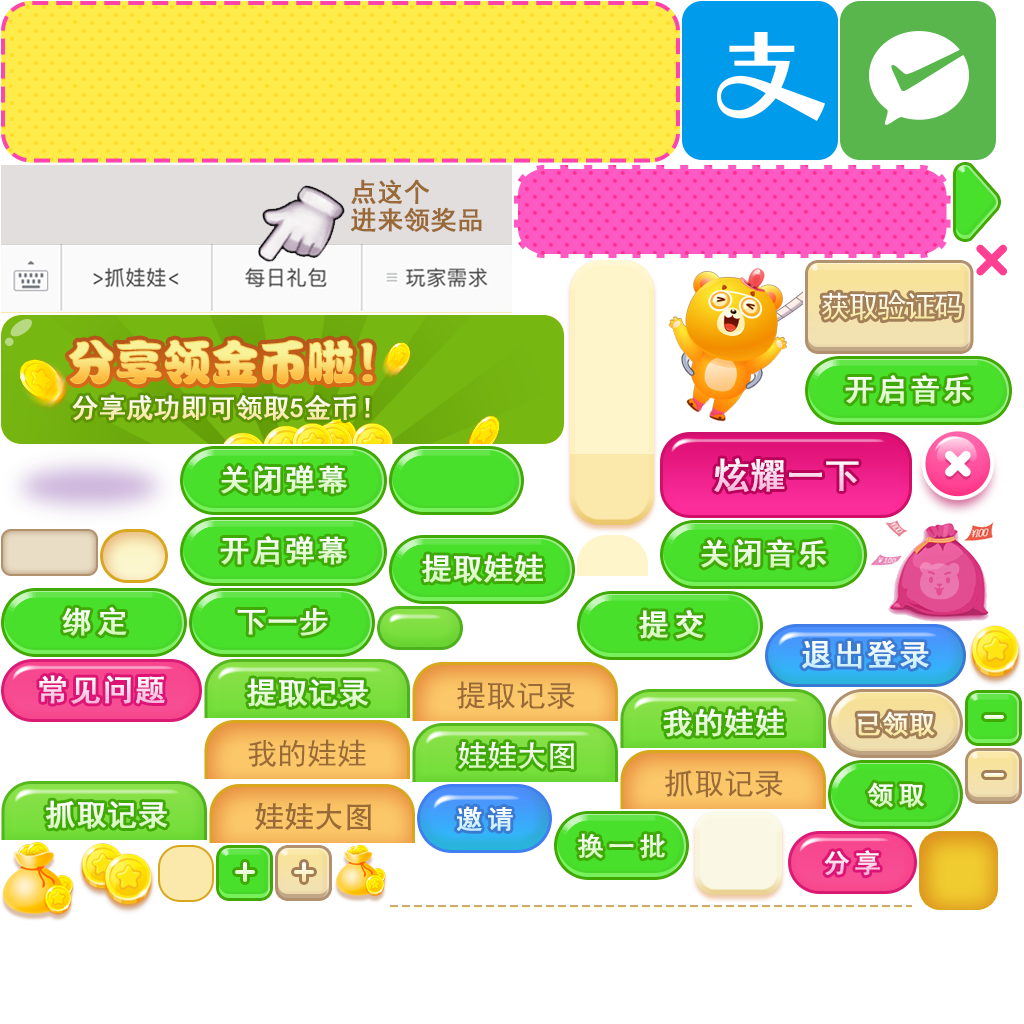 支
点这个
进来领奖品
>抓娃娃<
每日礼包
≡ 玩家需求
获取验证码
开启音乐
分享领金币啦！
分享成功即可领取5金币！
关闭弹幕
炫耀一下
开启弹幕
提取娃娃
关闭音乐
¥100
¥100
绑定
下一步
提交
退出登录
常见问题
提取记录
提取记录
我的娃娃
已领取
我的娃娃
娃娃大图
抓取记录
领取
抓取记录
娃娃大图
邀请
换一批
分享